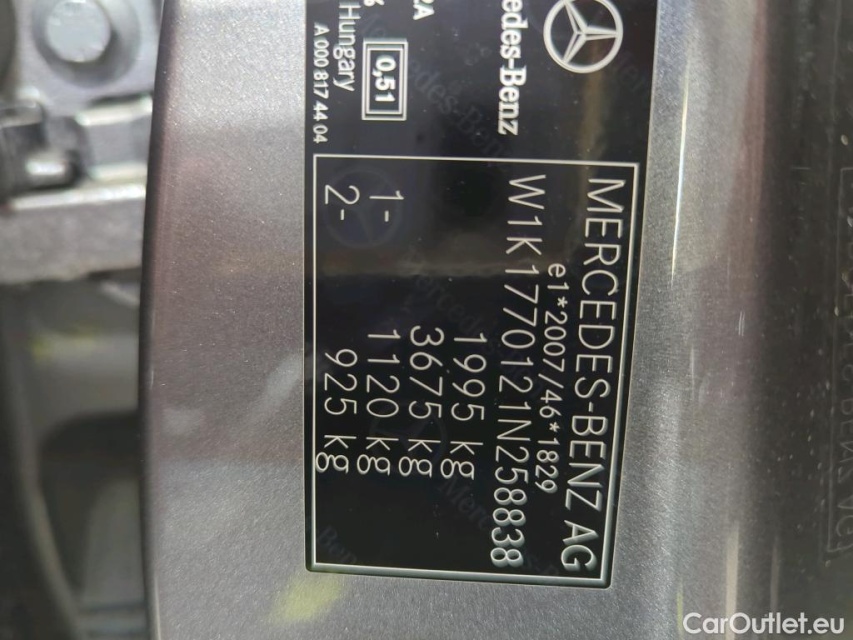 MERCEDES-BENZ AG
e1*2007/46*1829
W1K1770121N258838
1995 kg
3675 kg
1- 1120 kg
2- 925 kg
edes-Benz
0,51
Hungary
A 000 817 44 04
CarOutlet.eu